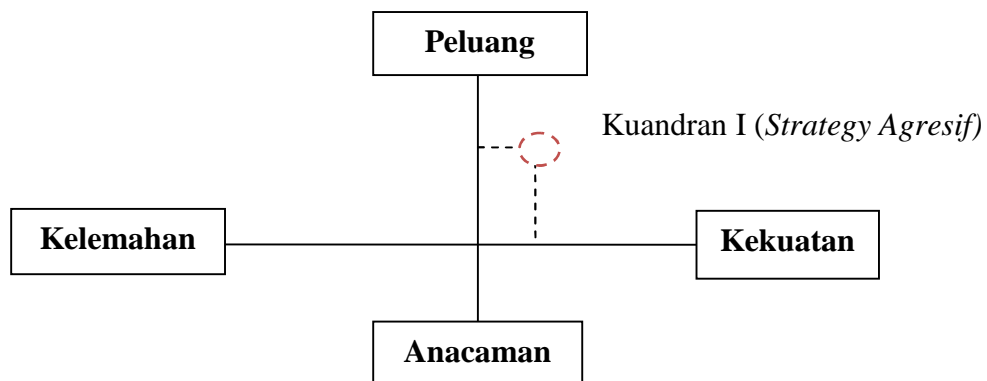 Peluang
Kuandran I (Strategy Agresif)
Kelemahan
Kekuatan
Anacaman